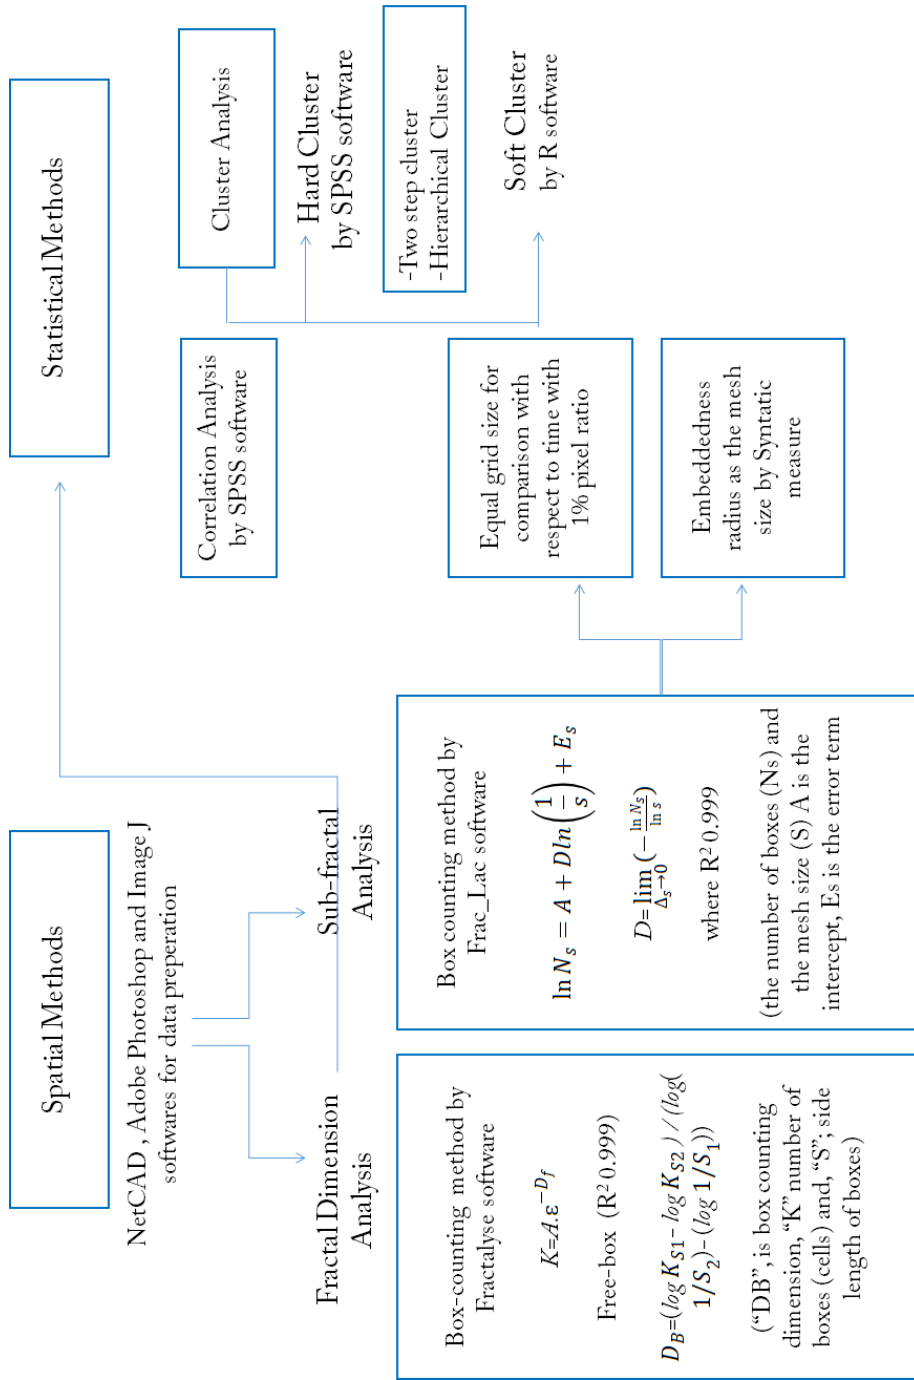 Spatial Methods
NetCAD , Adobe Photoshop and Image J
softwares for data preperation
Fractal Dimension
Analysis
Sub-fractal
Analysis
Box-counting method by
Fractalyse software
K=A.ε^{-D_f}
Free-box (R² 0.999)
D_B=(log K_{S1}– log K_{S2} ) / (log(
1/S_2)– (log 1/S_1))
(“DB”, is box counting
dimension, “K” number of
boxes (cells) and, “S”; side
length of boxes)
Box counting method by
Frac_Lac software
ln N_s = A + Dln(1/s) + E_s
D=lim_{Δ_s→0}(−ln N_s/ln s)
where R² 0.999
(the number of boxes (Ns) and
the mesh size (S) A is the
intercept, Es is the error term
Equal grid size for
comparison with
respect to time with
1% pixel ratio
Embeddedness
radius as the mesh
size by Syntatic
measure
Statistical Methods
Correlation Analysis
by SPSS software
Cluster Analysis
Hard Cluster
by SPSS software
-Two step cluster
-Hierarchical Cluster
Soft Cluster
by R software